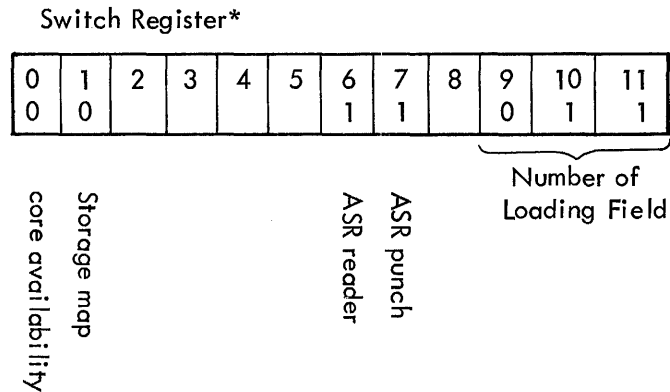 Switch Register*
0 1 2 3 4 5 6 7 8 9 10 11
0 0 1 1 0 1 1
Number of
Loading Field
core availability
Storage map
ASR reader
ASR punch